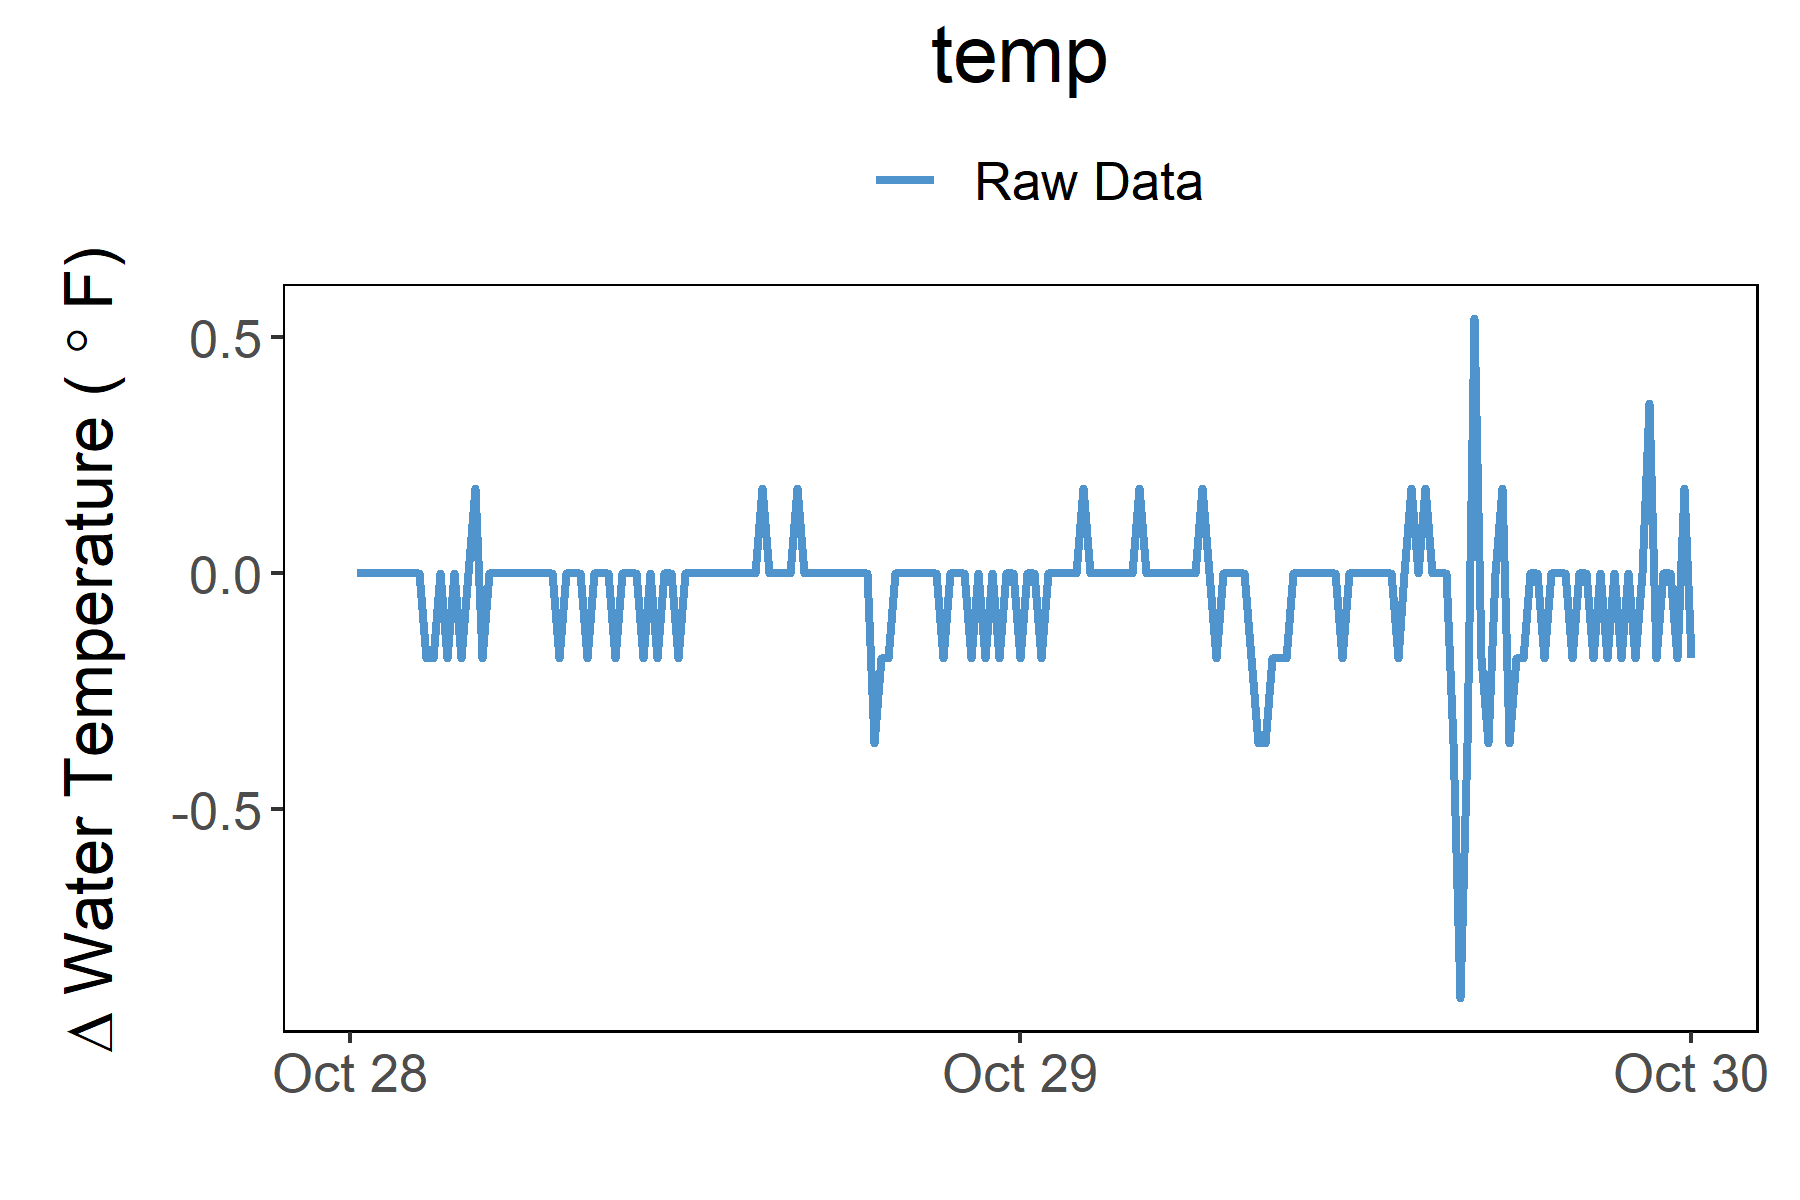 temp
Raw Data
Δ Water Temperature ( ° F)
0.5
0.0
-0.5
Oct 28
Oct 29
Oct 30